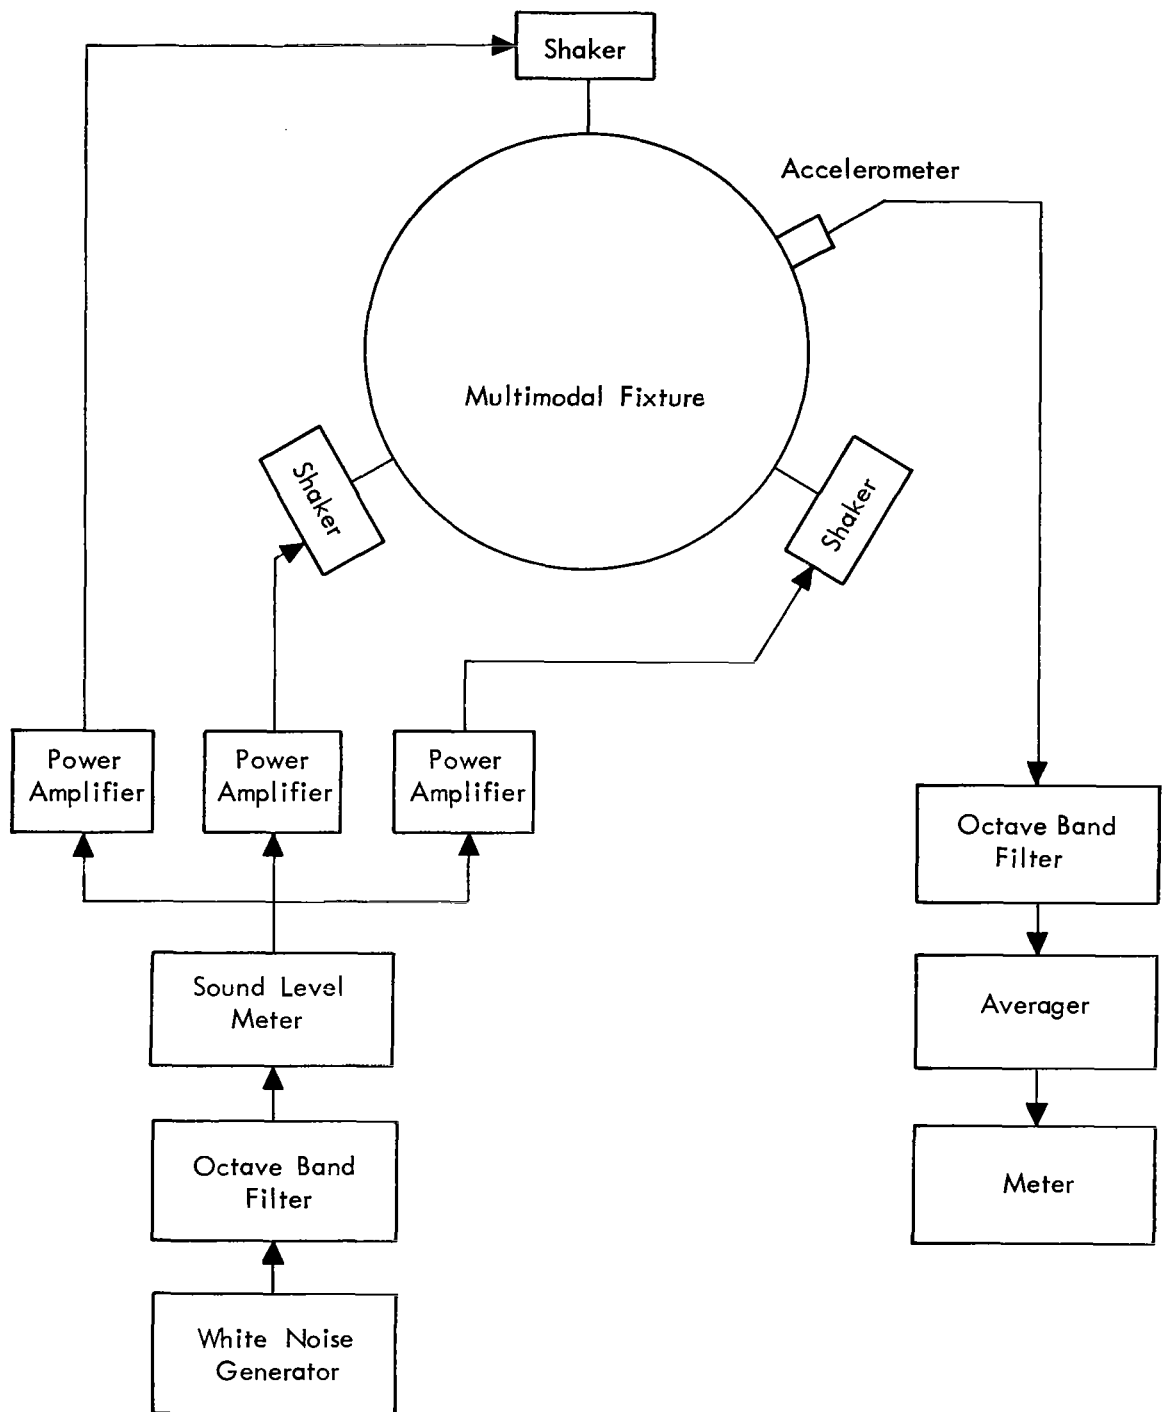 Shaker
Accelerometer
Multimodal Fixture
Shaker
Shaker
Power
Amplifier
Power
Amplifier
Power
Amplifier
Octave Band
Filter
Sound Level
Meter
Averager
Octave Band
Filter
Meter
White Noise
Generator